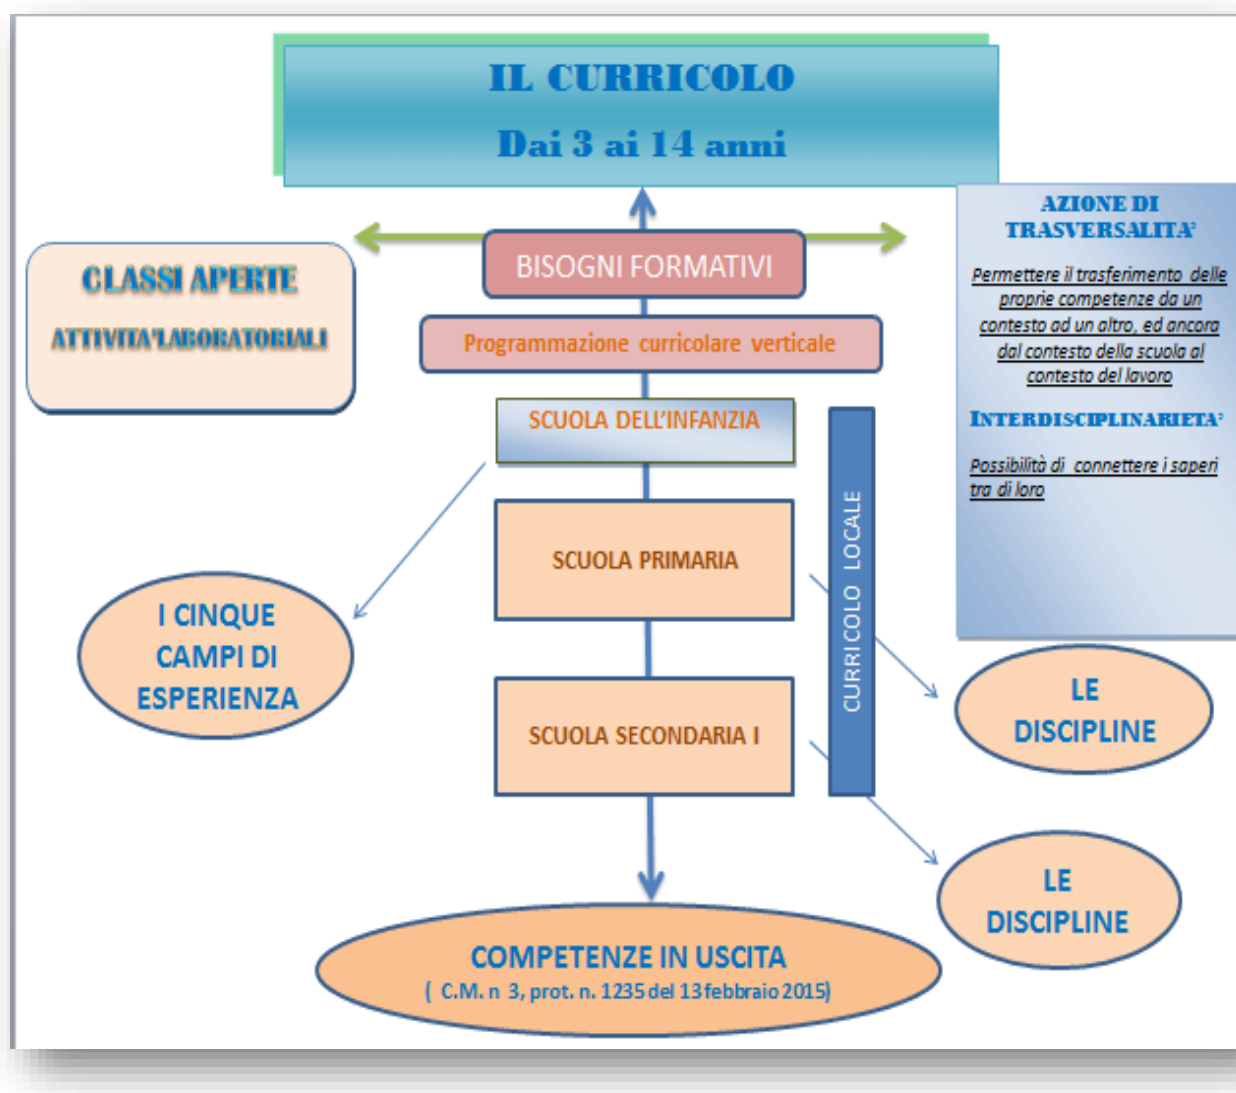 IL CURRICOLO
Dai 3 ai 14 anni
CLASSI APERTE
ATTIVITA'LABORATORIALI
BISOGNI FORMATIVI
Programmazione curricolare verticale
AZIONE DI
TRASVERSALITA'
Permettere il trasferimento delle
proprie competenze da un
contesto ad un altro, ed ancora
dal contesto della scuola al
contesto del lavoro
INTERDISCIPLINARIETA'
Possibilità di connettere i saperi
tra di loro
SCUOLA DELL'INFANZIA
SCUOLA PRIMARIA
SCUOLA SECONDARIA I
CURRICOLO LOCALE
I CINQUE
CAMPI DI
ESPERIENZA
LE
DISCIPLINE
LE
DISCIPLINE
COMPETENZE IN USCITA
( C.M. n 3, prot. n. 1235 del 13 febbraio 2015)